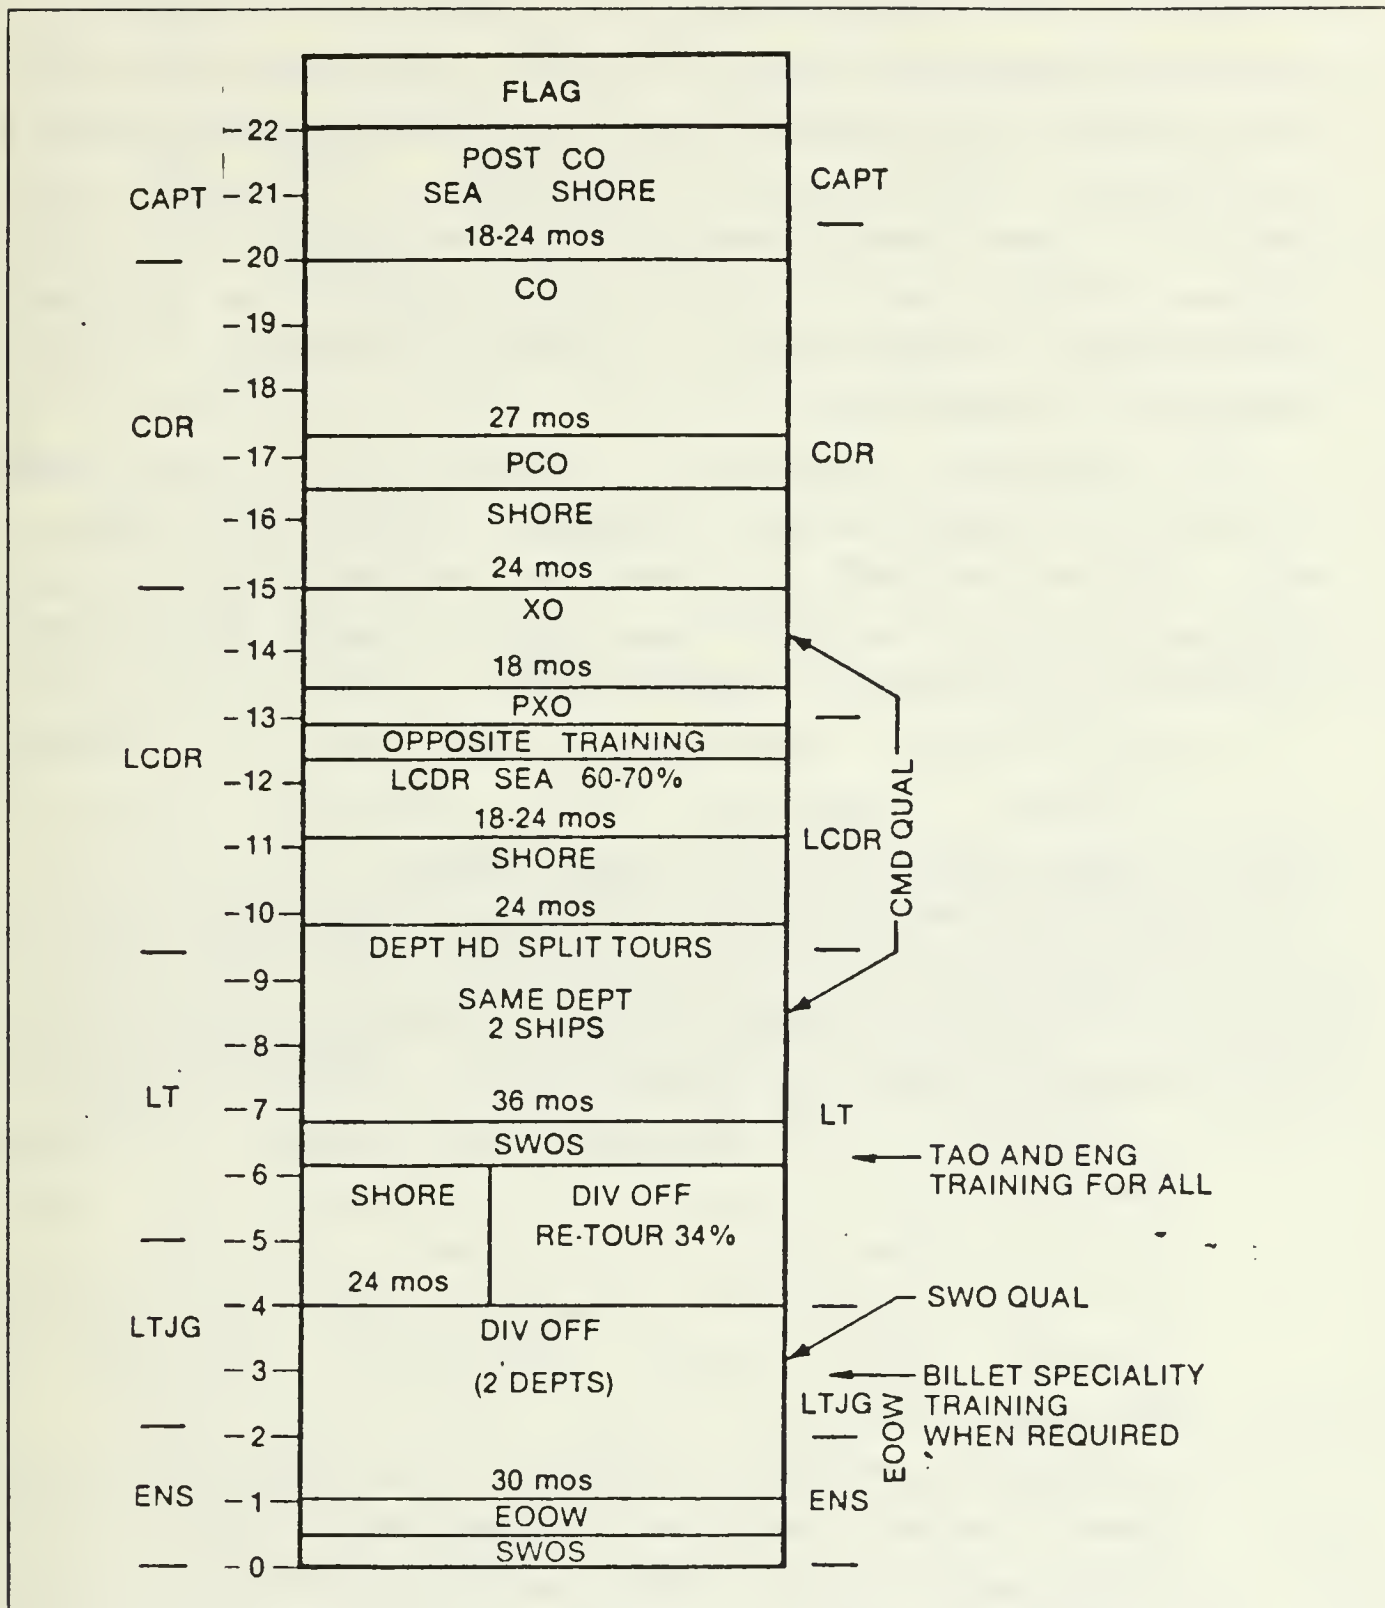 FLAG
-22-
POST CO
CAPT
SEA SHORE
CAPT
-21-
18-24 mos
-20-
CO
-19-
-18-
CDR
27 mos
CDR
-17-
PCO
SHORE
-16-
24 mos
-15-
XO
-14-
18 mos
PXO
-13-
OPPOSITE TRAINING
LCDR
-12-
LCDR SEA 60-70%
18-24 mos
LCDR
CMD QUAL
-11-
SHORE
24 mos
-10-
DEPT HD SPLIT TOURS
-9-
SAME DEPT
2 SHIPS
-8-
LT
36 mos
LT
-7-
SWOS
TAO AND ENG
TRAINING FOR ALL
-6-
SHORE
DIV OFF
RE-TOUR 34%
-5-
24 mos
-4-
SWO QUAL
LTJG
DIV OFF
-3-
(2 DEPTS)
BILLET SPECIALITY
TRAINING
WHEN REQUIRED
LTJG
EOOW
-2-
30 mos
ENS
-1-
ENS
EOOW
SWOS
-0-